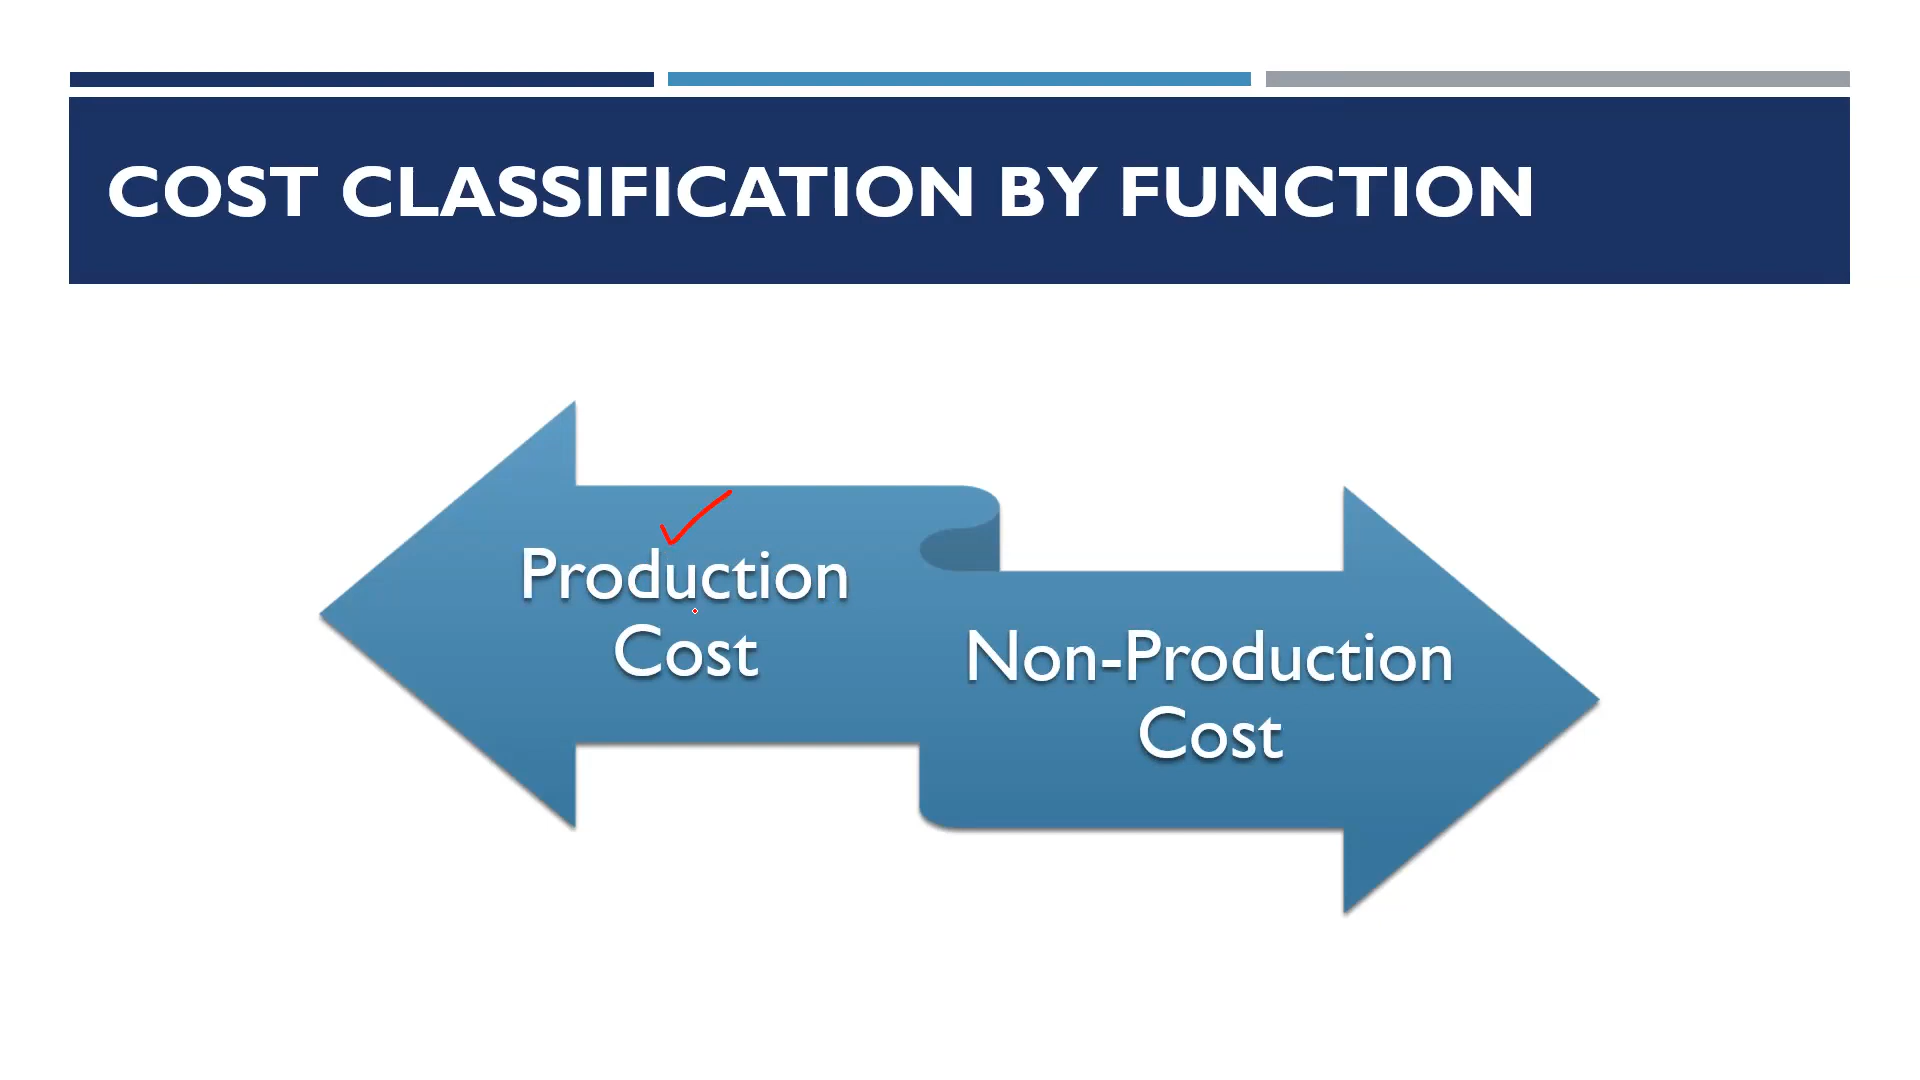 COST CLASSIFICATION BY FUNCTION
Production
Cost
Non-Production
Cost